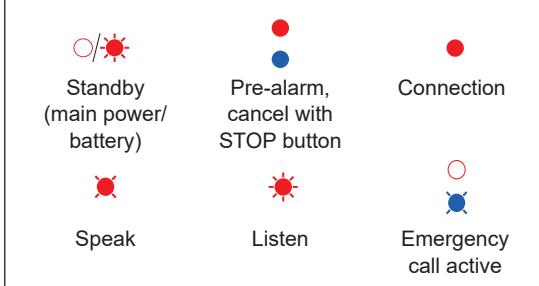 Standby
(main power/
battery)
Pre-alarm,
cancel with
STOP button
Connection
Speak
Listen
Emergency
call active